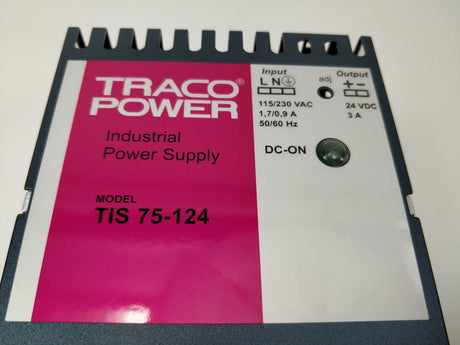 TRACO®
POWER
Industrial
Power Supply
MODEL
TIS 75-124
Input
L N
115/230 VAC
1,7/0,9 A
50/60 Hz
adj
Output
+ −
24 VDC
3 A
DC-ON